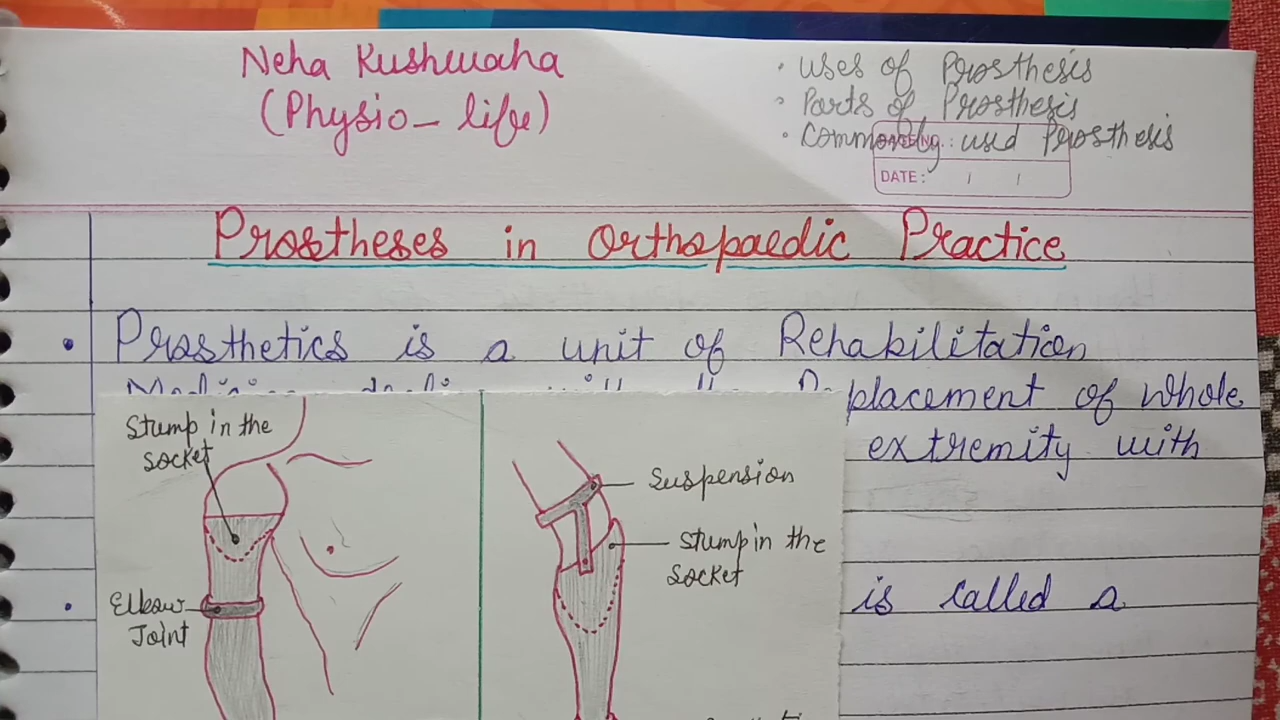 Neha Kushwaha
(Physio- life)
• Uses of Prosthesis
• Parts of Prosthesis
• Commonly used Prosthesis
DATE: / /
Prostheses in Orthopaedic Practice
• Prosthetics is a unit of Rehabilitation
placement of whole
extremity with
is called a
Stump in the
socket
Elbow
Joint
Suspension
Stump in the
socket